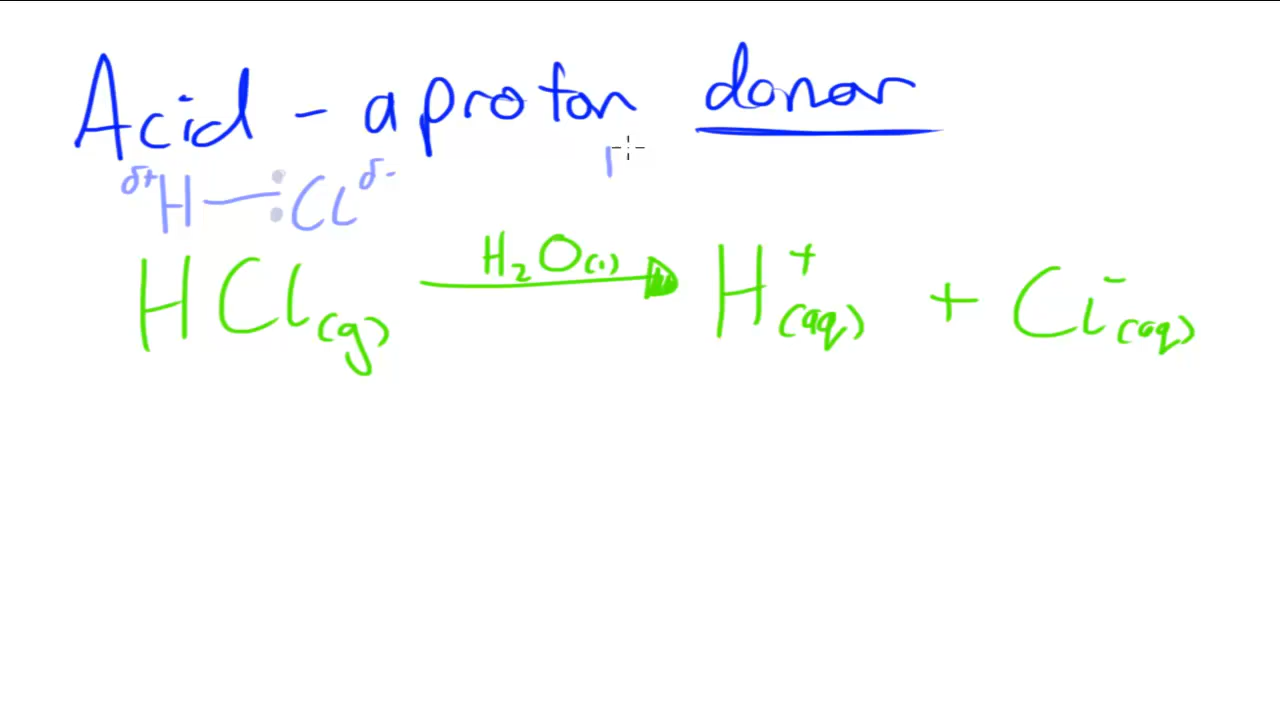 Acid - a proton donor
δ+ H — : Cl δ-
HCl(g) H₂O(l) → H⁺(aq) + Cl⁻(aq)